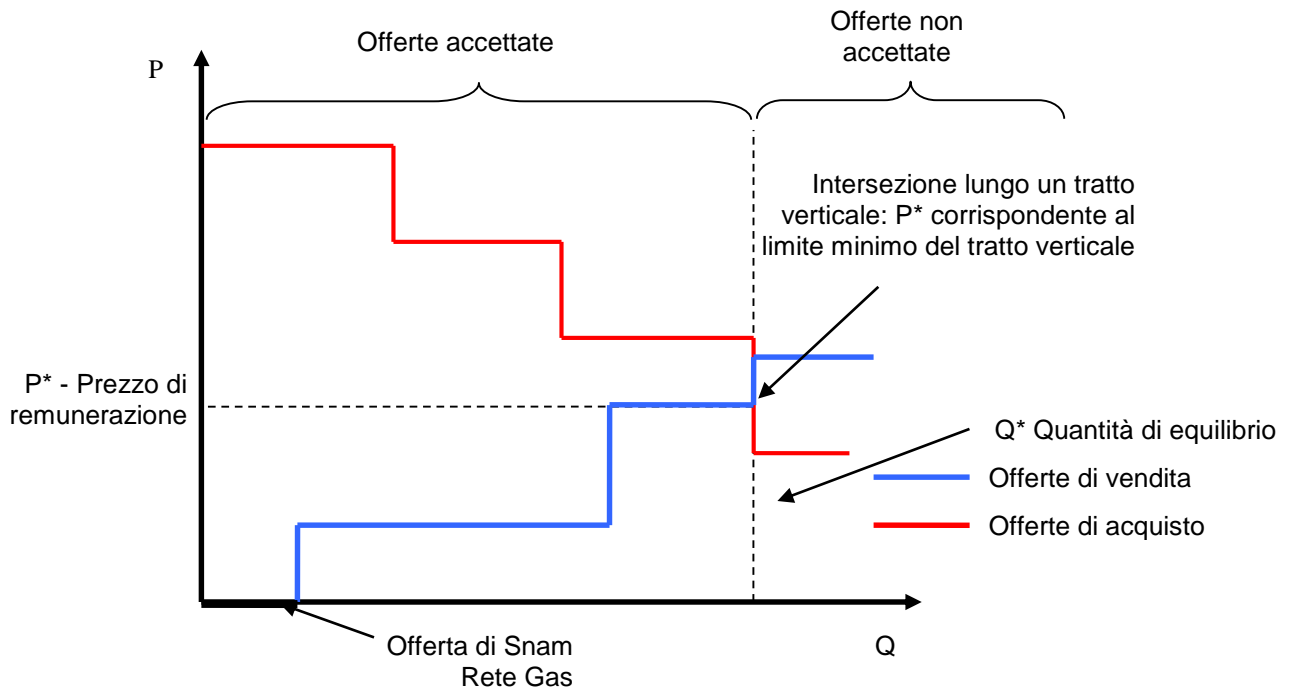 Offerte non
accettate
Offerte accettate
P
Intersezione lungo un tratto
verticale: P* corrispondente al
limite minimo del tratto verticale
P* - Prezzo di
remunerazione
Q* Quantità di equilibrio
Offerte di vendita
Offerte di acquisto
Offerta di Snam
Rete Gas
Q